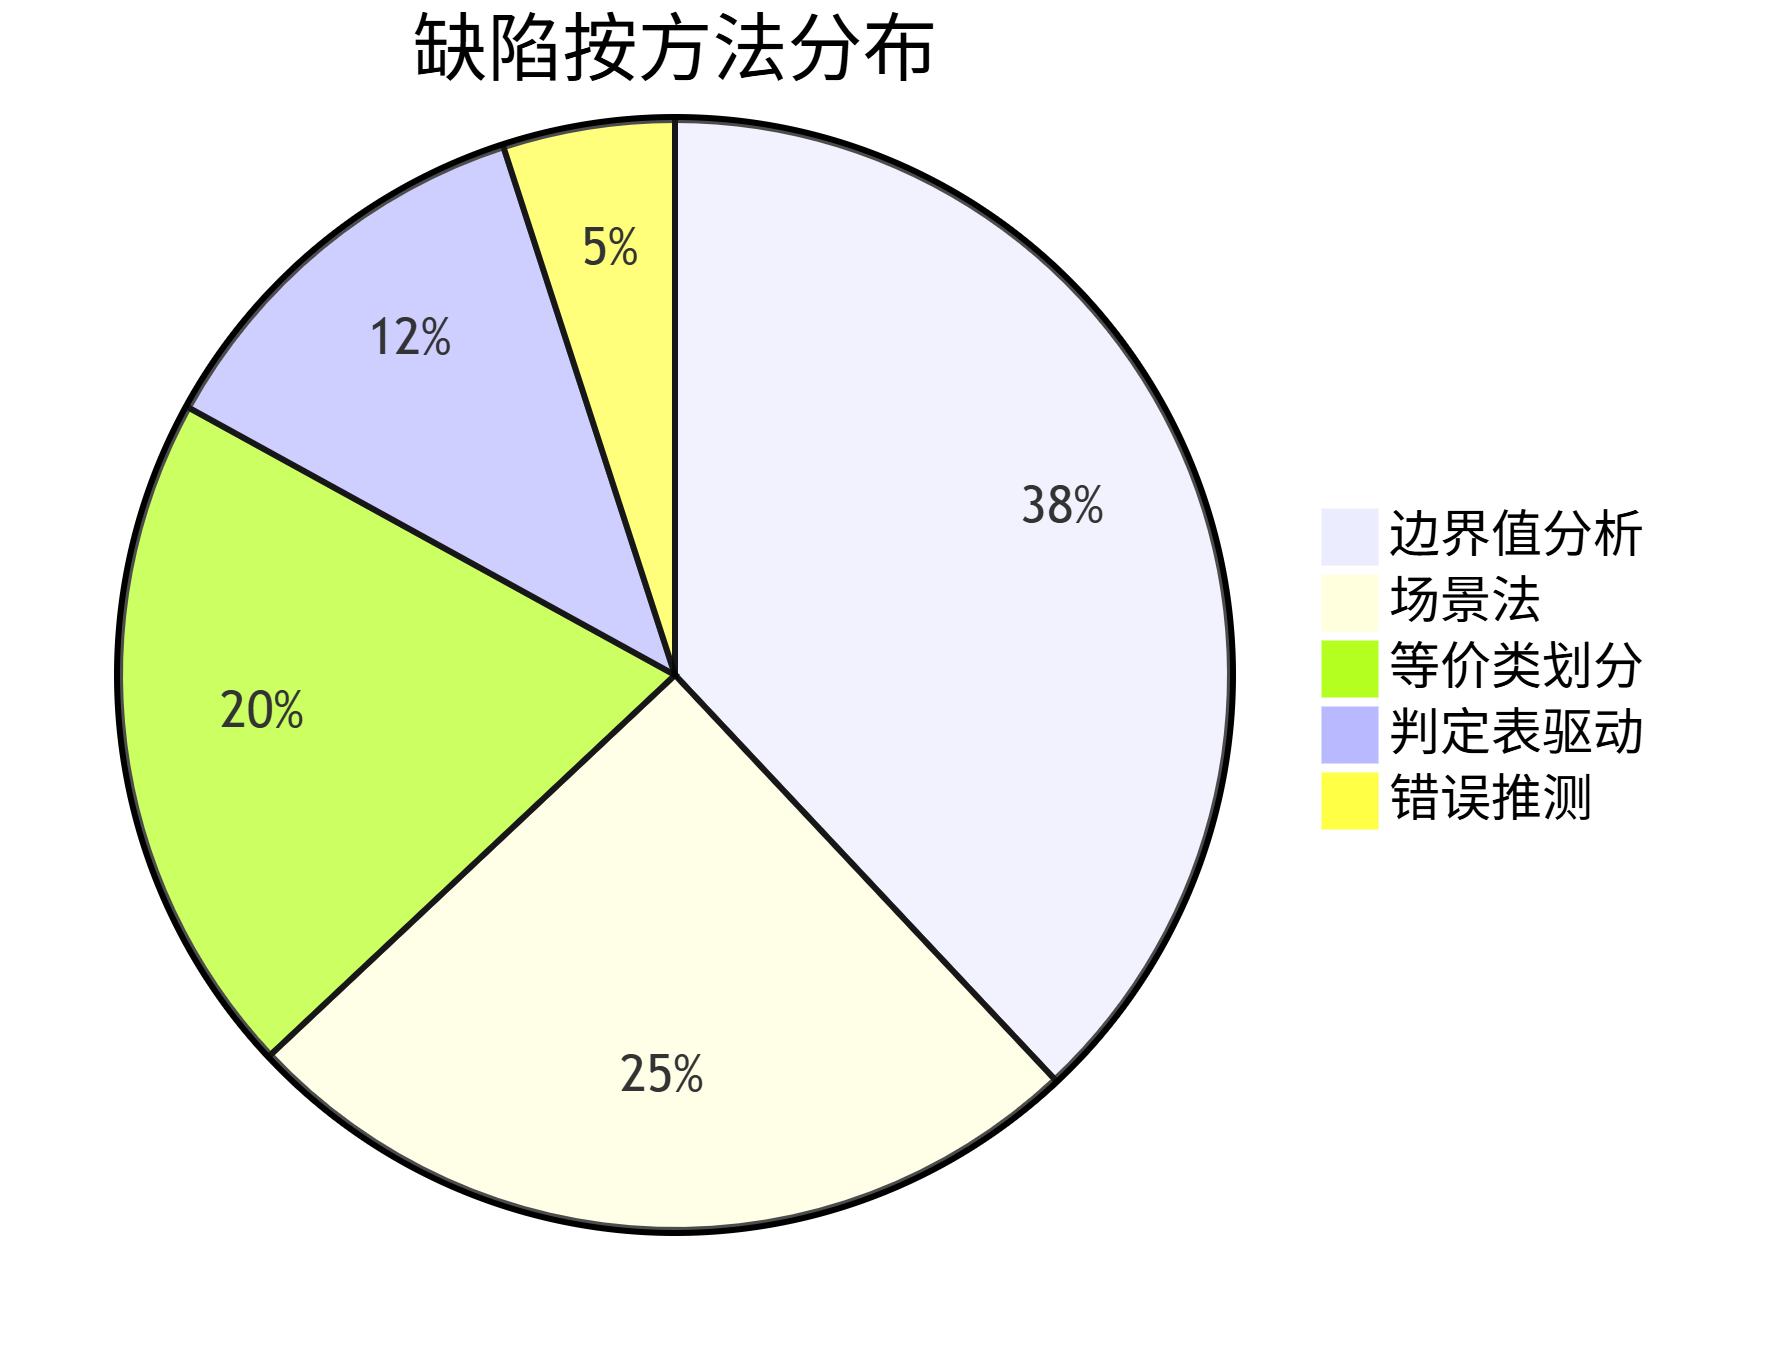 缺陷按方法分布
5%
12%
38%
20%
25%
边界值分析
场景法
等价类划分
判定表驱动
错误推测